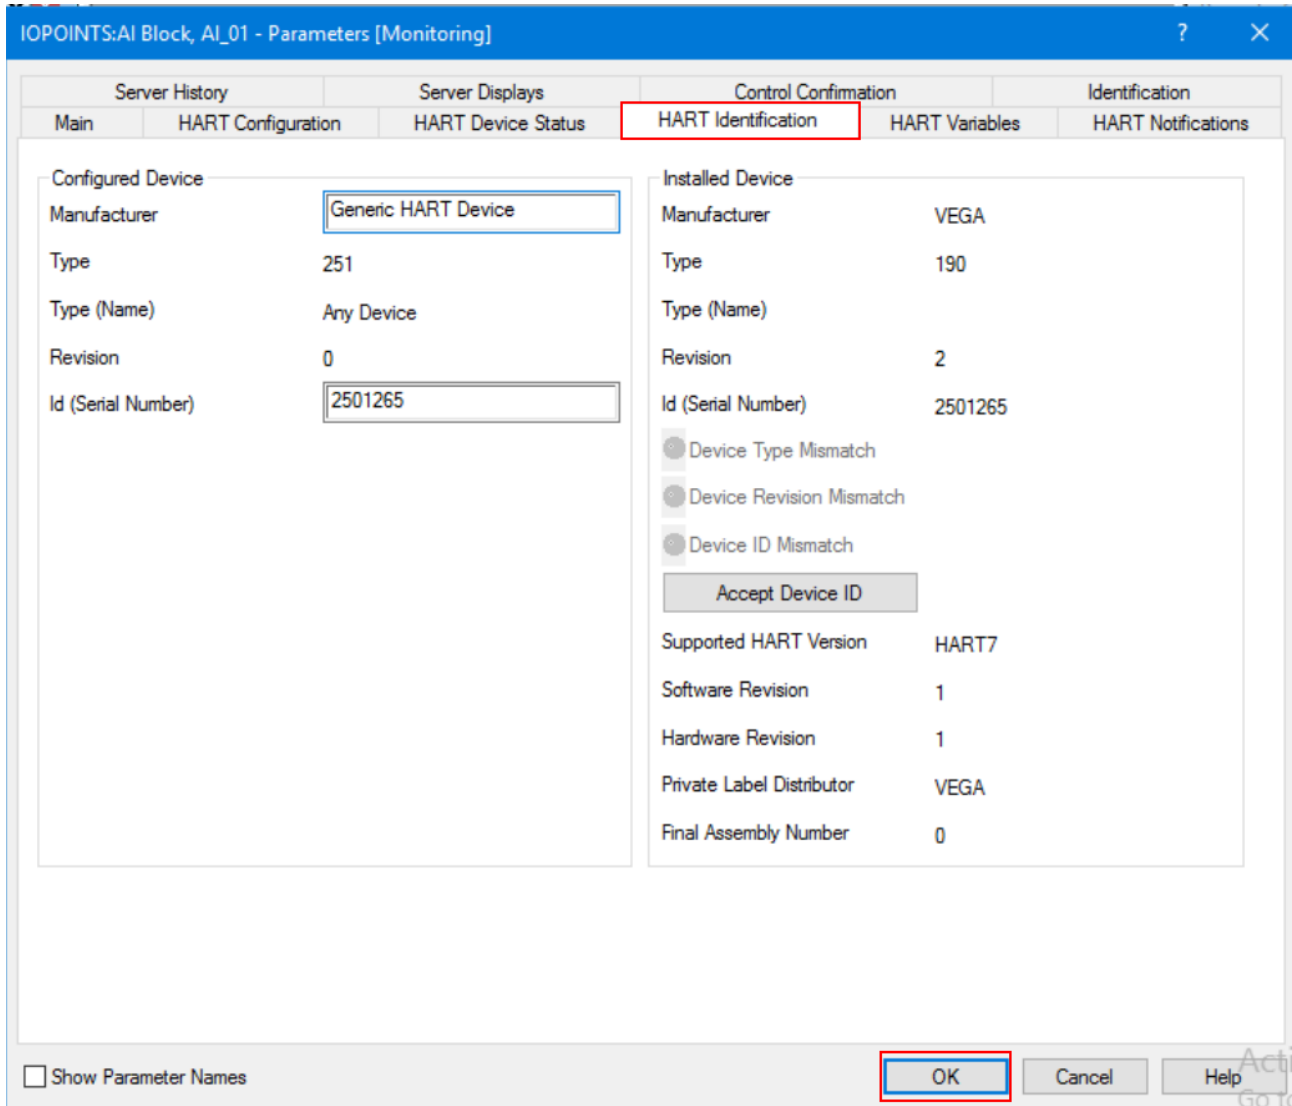 IOPOINTS:AI Block, AI_01 - Parameters [Monitoring] ? ×
Server History Server Displays Control Confirmation Identification
Main HART Configuration HART Device Status HART Identification HART Variables HART Notifications
Configured Device
Manufacturer Generic HART Device
Type 251
Type (Name) Any Device
Revision 0
Id (Serial Number) 2501265
Installed Device
Manufacturer VEGA
Type 190
Type (Name)
Revision 2
Id (Serial Number) 2501265
Device Type Mismatch
Device Revision Mismatch
Device ID Mismatch
Accept Device ID
Supported HART Version HART7
Software Revision 1
Hardware Revision 1
Private Label Distributor VEGA
Final Assembly Number 0
Show Parameter Names OK Cancel Help
Acti
Go to